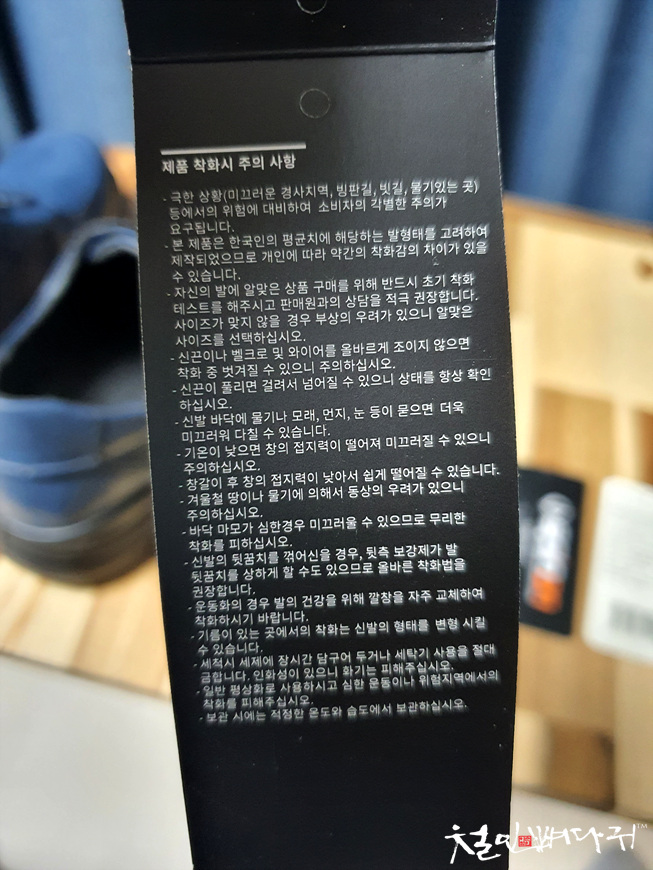 제품 착화시 주의 사항
- 극한 상황(미끄러운 경사지역, 빙판길, 빗길, 물기있는 곳)
등에서의 위험에 대비하여 소비자의 각별한 주의가
요구됩니다.
- 본 제품은 한국인의 평균치에 해당하는 발형태를 고려하여
제작되었으므로 개인에 따라 약간의 착화감의 차이가 있을
수 있습니다.
- 자신의 발에 알맞은 상품 구매를 위해 반드시 초기 착화
테스트를 해주시고 판매원과의 상담을 적극 권장합니다.
사이즈가 맞지 않을 경우 부상의 우려가 있으니 알맞은
사이즈를 선택하십시오.
- 신끈이나 벨크로 및 와이어를 올바르게 조이지 않으면
착화 중 벗겨질 수 있으니 주의하십시오.
- 신끈이 풀리면 걸려서 넘어질 수 있으니 상태를 항상 확인
하십시오.
- 신발 바닥에 물기나 모래, 먼지, 눈 등이 묻으면 더욱
미끄러워 다칠 수 있습니다.
- 기온이 낮으면 창의 접지력이 떨어져 미끄러질 수 있으니
주의하십시오.
- 창갈이 후 창의 접지력이 낮아서 쉽게 떨어질 수 있습니다.
- 겨울철 땅이나 물기에 의해서 동상의 우려가 있으니
주의하십시오.
- 바닥 마모가 심한경우 미끄러울 수 있으므로 무리한
착화를 피하십시오.
- 신발의 뒷꿈치를 꺾어신을 경우, 뒷측 보강제가 발
뒷꿈치를 상하게 할 수도 있으므로 올바른 착화법을
권장합니다.
- 운동화의 경우 발의 건강을 위해 깔창을 자주 교체하여
착화하시기 바랍니다.
- 기름이 있는 곳에서의 착화는 신발의 형태를 변형 시킬
수 있습니다.
- 세척시 세제에 장시간 담구어 두거나 세탁기 사용을 절대
금합니다. 인화성이 있으니 화기는 피해주십시오.
- 일반 평상화로 사용하시고 심한 운동이나 위험지역에서의
착화를 피해주십시오.
- 보관 시에는 적정한 온도와 습도에서 보관하십시오.
철민뼈다귀™